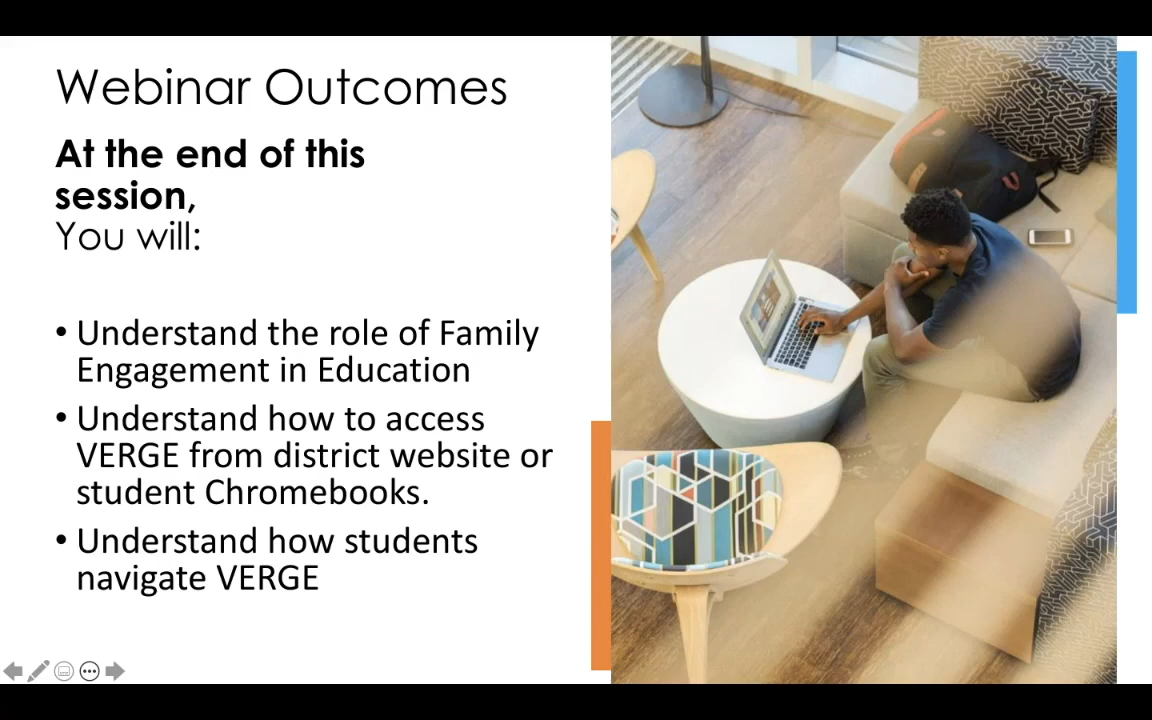 Webinar Outcomes
At the end of this
session,
You will:
• Understand the role of Family
Engagement in Education
• Understand how to access
VERGE from district website or
student Chromebooks.
• Understand how students
navigate VERGE